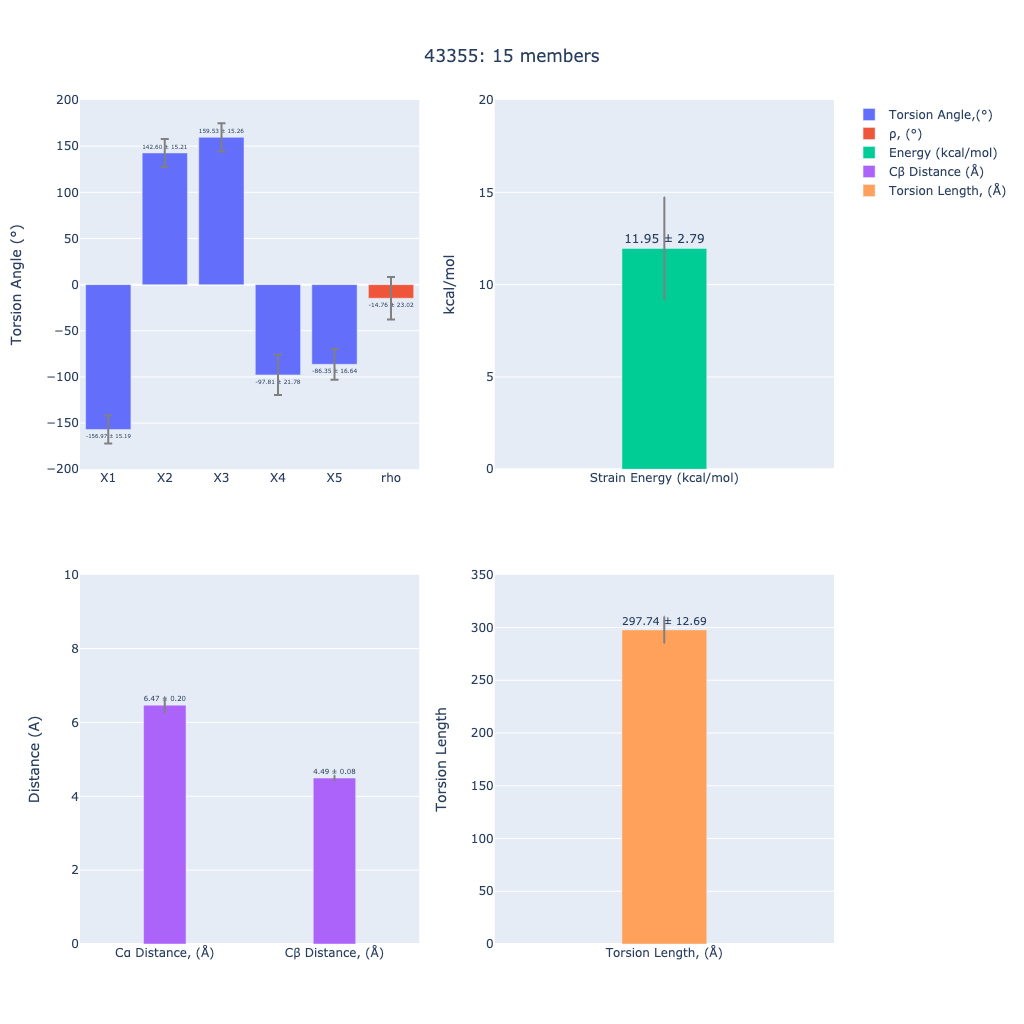 43355: 15 members
Torsion Angle (°)
200
150
100
50
0
−50
−100
−150
−200
142.60 ± 15.21
159.53 ± 15.26
-14.76 ± 23.02
-97.81 ± 21.78
-86.35 ± 16.64
-156.97 ± 15.19
X1 X2 X3 X4 X5 rho
kcal/mol
20
15
10
5
0
11.95 ± 2.79
Strain Energy (kcal/mol)
Torsion Angle,(°)
ρ, (°)
Energy (kcal/mol)
Cβ Distance (Å)
Torsion Length, (Å)
Distance (A)
10
8
6
4
2
0
6.47 ± 0.20
4.49 ± 0.08
Cα Distance, (Å) Cβ Distance, (Å)
Torsion Length
350
300
250
200
150
100
50
0
297.74 ± 12.69
Torsion Length, (Å)